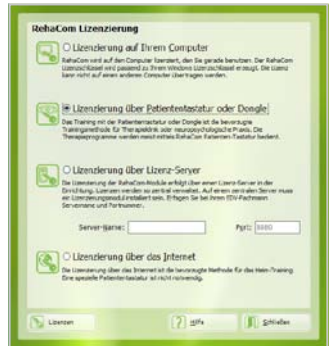 RehaCom Lizenzierung
Lizenzierung auf Ihrem Computer
RehaCom wird auf den Computer lizensiert, den Sie gerade benutzen. Der RehaCom
Lizenzschlüssel wird passend zu Ihrem Windows Lizenzschlüssel erzeugt. Die Lizenz
kann nicht auf einen anderen Computer übertragen werden.
Lizenzierung über Patiententastatur oder Dongle
Das Training mit der Patiententastatur oder Dongle ist die bevorzugte
Trainingsmethode für Therapieklinik oder neuropsychologische Praxis. Die
Therapieprogramme werden meist mittels RehaCom Patienten-Tastatur bedient.
Lizenzierung über Lizenz-Server
Die Lizenzierung der RehaCom-Module erfolgt über einen Lizenz-Server in der
Einrichtung. Lizenzen werden so zentral verwaltet. Auf einem zentralen Server muss
ein Lizenzierungsmodul installiert sein. Erfragen Sie bei Ihrem EDV-Fachmann
Servername und Portnummer.
Server-Name: Port:
Lizenzierung über das Internet
Die Lizenzierung über das Internet ist die bevorzugte Methode für das Heim-Training.
Eine spezielle Patiententastatur ist nicht notwendig.
Lizenzen Hilfe Schließen